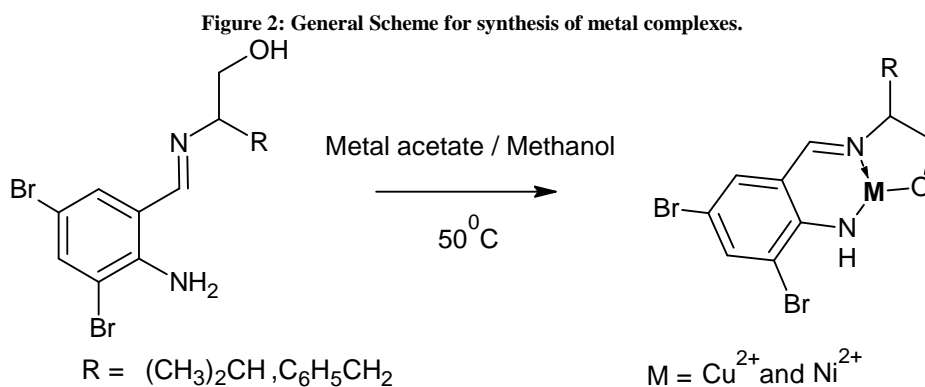 Figure 2: General Scheme for synthesis of metal complexes.
OH
R
N
R
Metal acetate / Methanol
N
Br
M
Br
50⁰C
N
NH₂
H
Br
Br
R = (CH₃)₂CH ,C₆H₅CH₂
M = Cu²⁺ and Ni²⁺